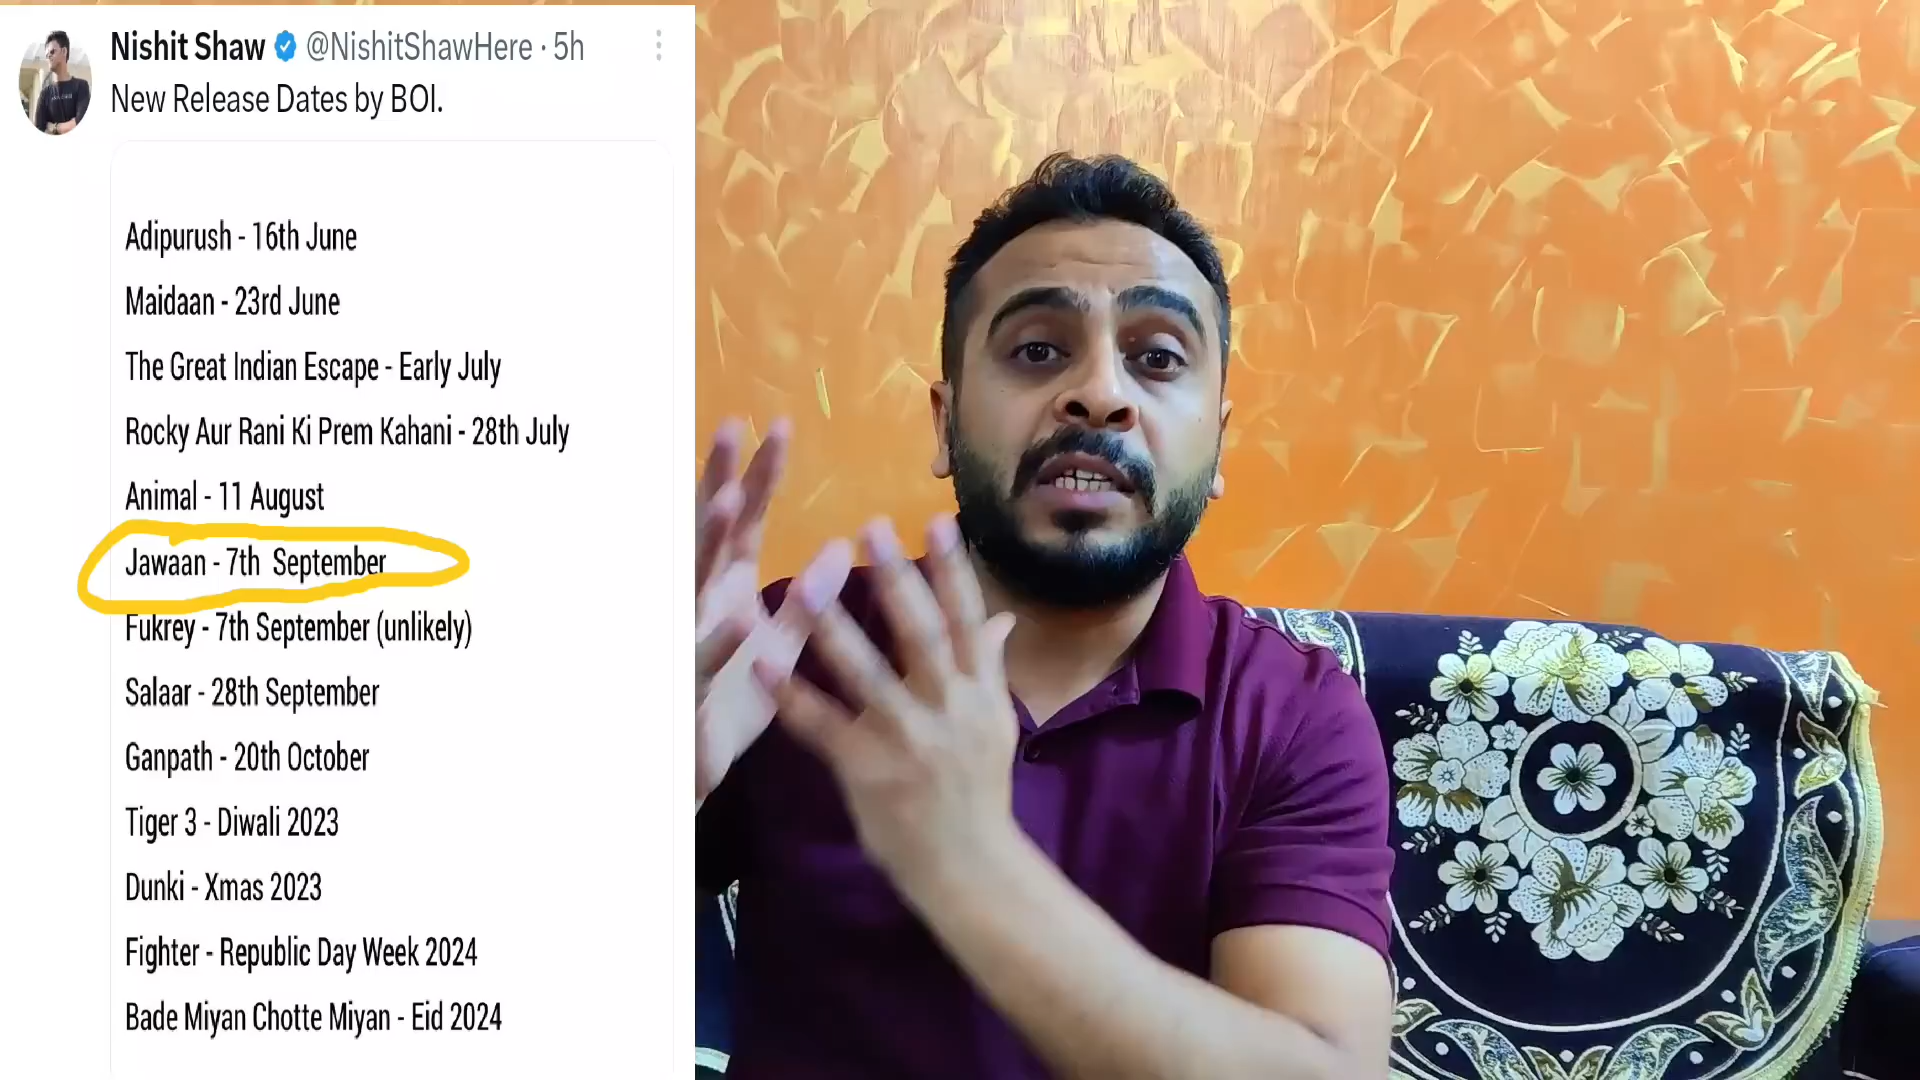 Nishit Shaw @NishitShawHere · 5h
New Release Dates by BOI.
Adipurush - 16th June
Maidaan - 23rd June
The Great Indian Escape - Early July
Rocky Aur Rani Ki Prem Kahani - 28th July
Animal - 11 August
Jawaan - 7th September
Fukrey - 7th September (unlikely)
Salaar - 28th September
Ganpath - 20th October
Tiger 3 - Diwali 2023
Dunki - Xmas 2023
Fighter - Republic Day Week 2024
Bade Miyan Chotte Miyan - Eid 2024